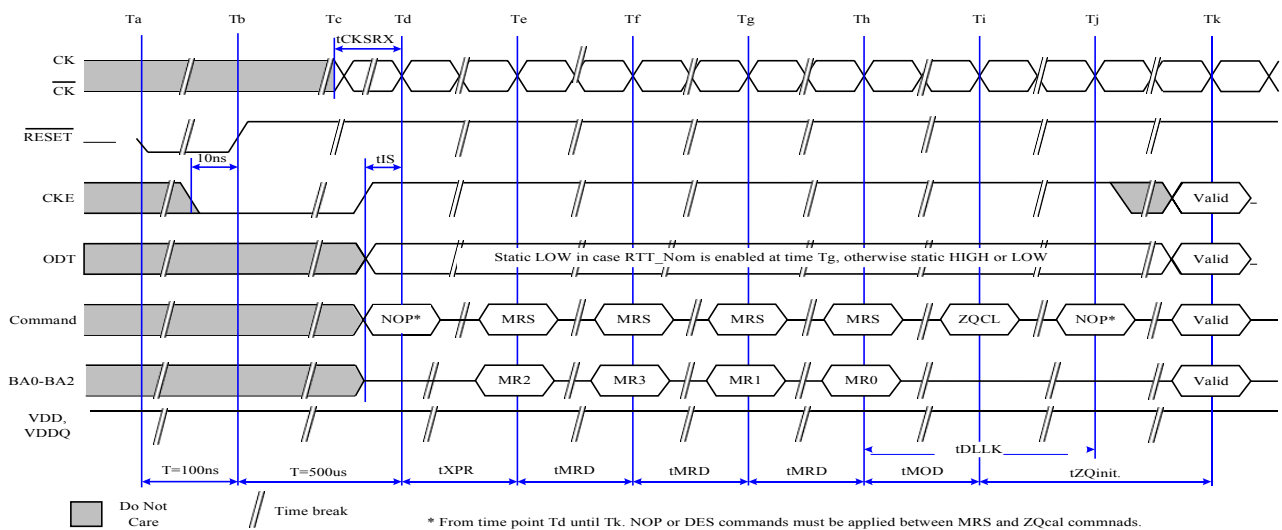 Ta Tb Tc Td Te Tf Tg Th Ti Tj Tk
tCKSRX
CK
CK
RESET
10ns
tIS
CKE
Valid
ODT
Static LOW in case RTT_Nom is enabled at time Tg, otherwise static HIGH or LOW
Valid
Command
NOP*
MRS
MRS
MRS
MRS
ZQCL
NOP*
Valid
BA0-BA2
MR2
MR3
MR1
MR0
Valid
VDD,
VDDQ
tDLLK
T=100ns
T=500us
tXPR
tMRD
tMRD
tMRD
tMOD
tZQinit.
Do Not
Care
Time break
* From time point Td until Tk. NOP or DES commands must be applied between MRS and ZQcal commnads.